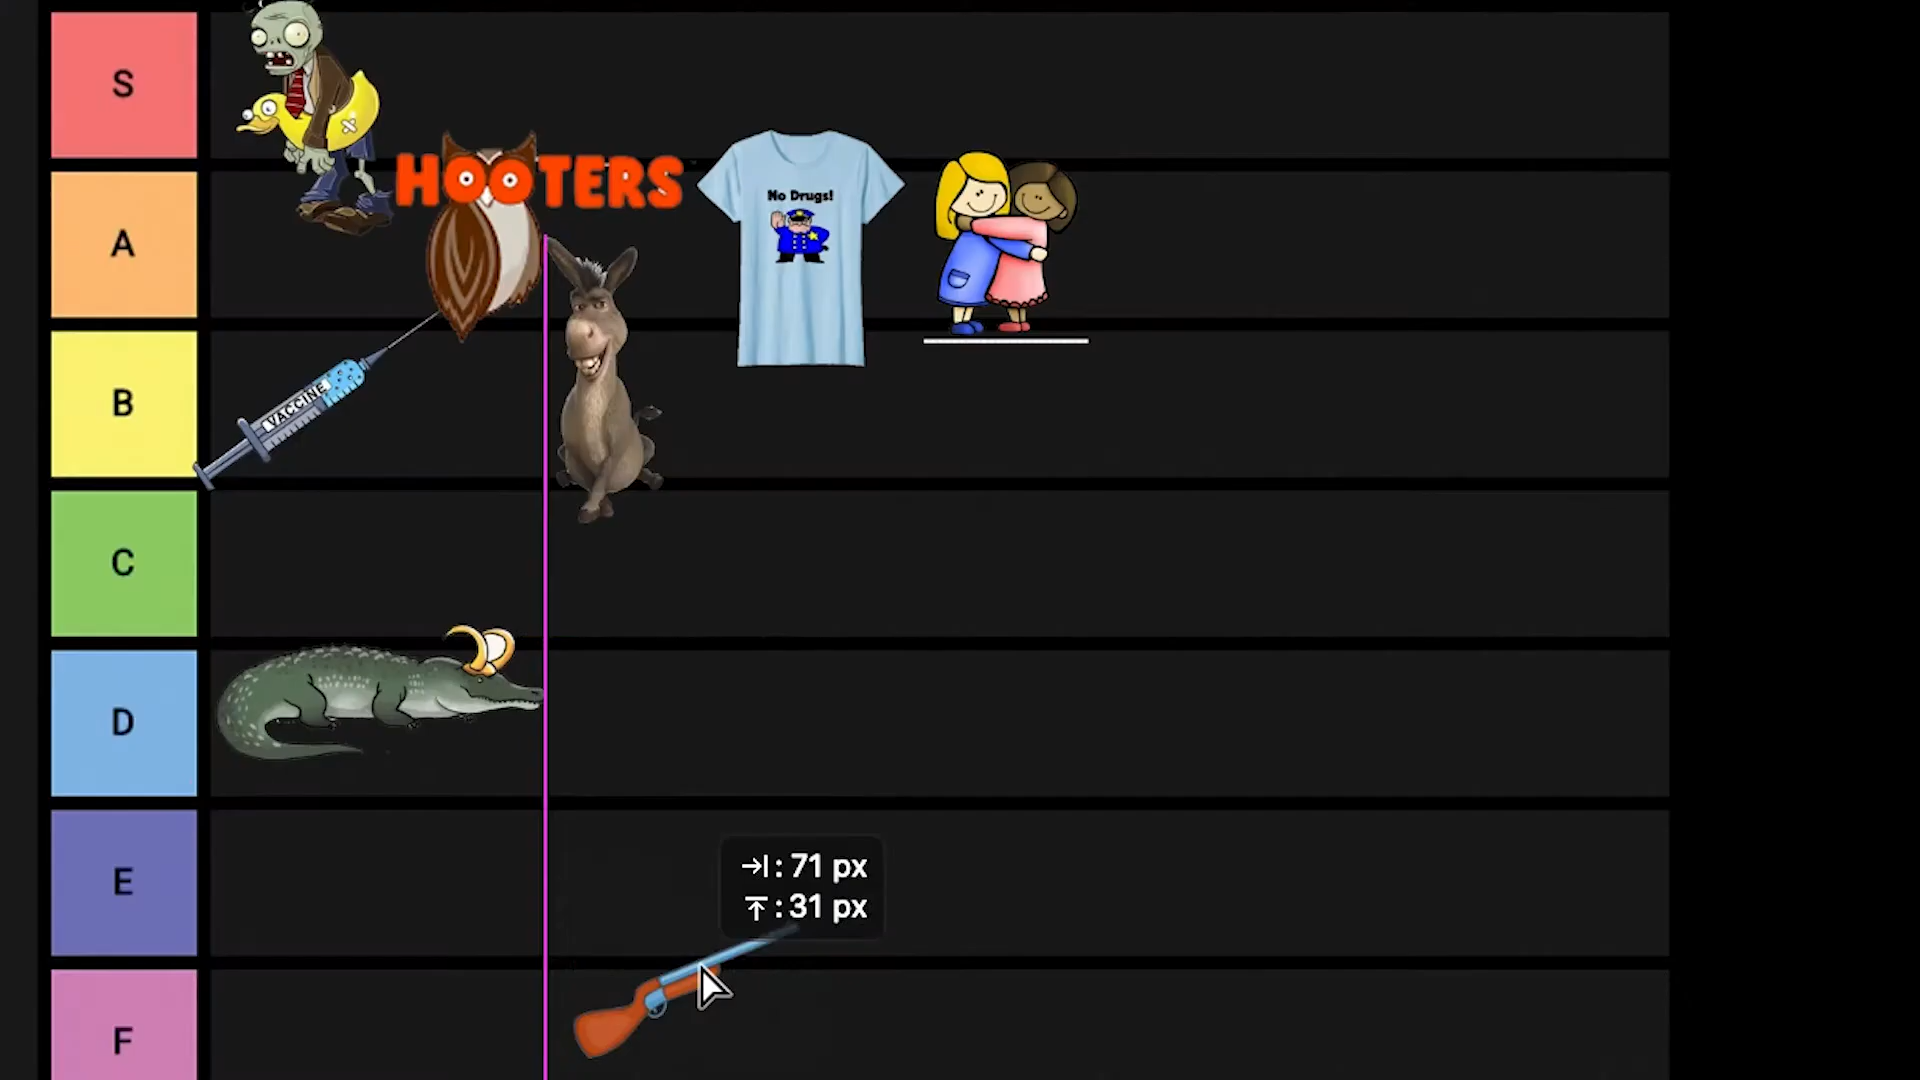 S
HOOTERS
No Drugs!
A
VACCINE
B
C
D
E
→|: 71 px
⤒: 31 px
F